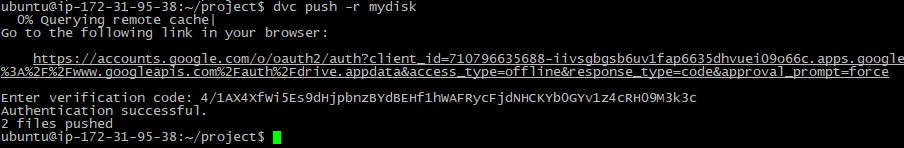 ubuntu@ip-172-31-95-38:~/project$ dvc push -r mydisk
0% Querying remote cache|
Go to the following link in your browser:
https://accounts.google.com/o/oauth2/auth?client_id=710796635688-iivsgbgsb6uv1fap6635dhvuei09o66c.apps.google
%3A%2F%2Fwww.googleapis.com%2Fauth%2Fdrive.appdata&access_type=offline&response_type=code&approval_prompt=force
Enter verification code: 4/1AX4XfWi5Es9dHjpbnzBYdBEHf1hWAFRycFjdNHCKYb0GYv1z4cRH09M3k3c
Authentication successful.
2 files pushed
ubuntu@ip-172-31-95-38:~/project$